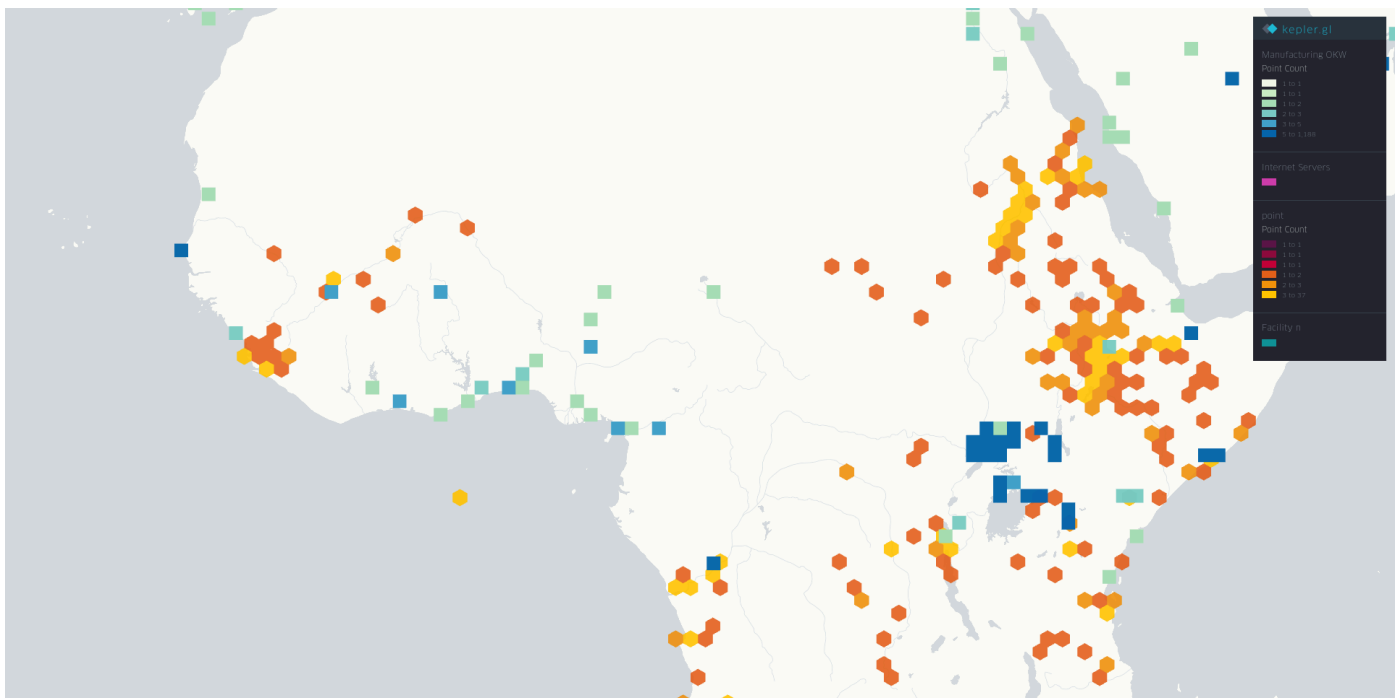 kepler.gl
Manufacturing OKW
Point Count
1 to 1
1 to 1
1 to 2
2 to 3
3 to 5
5 to 1,188
Internet Servers
point
Point Count
1 to 1
1 to 1
1 to 1
1 to 2
2 to 3
3 to 37
Facility n